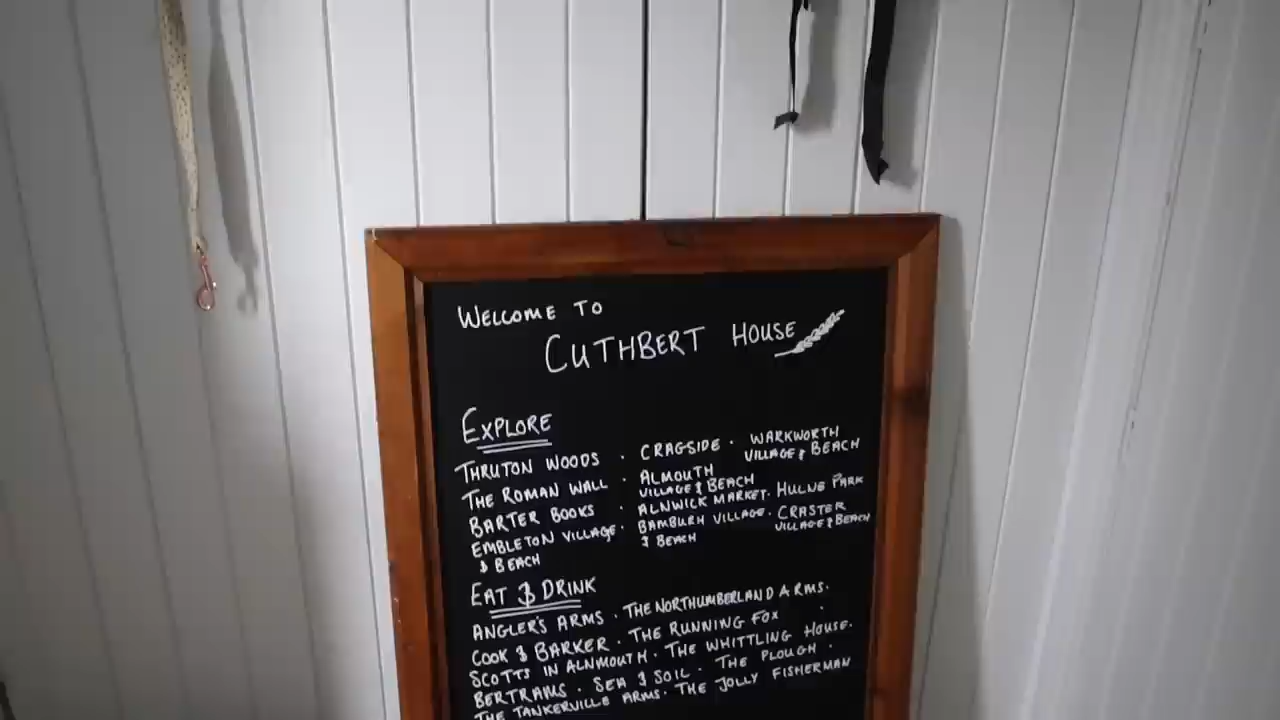 WELCOME TO
CUTHBERT HOUSE
EXPLORE
THRUTON WOODS · CRAGSIDE · WARKWORTH VILLAGE & BEACH
THE ROMAN WALL · ALMOUTH VILLAGE & BEACH
BARTER BOOKS · ALNWICK MARKET · HULNE PARK
EMBLETON VILLAGE & BEACH · BAMBURH VILLAGE & BEACH · CRASTER VILLAGE & BEACH
EAT & DRINK
ANGLER'S ARMS · THE NORTHUMBERLAND ARMS ·
COOK & BARKER · THE RUNNING FOX ·
SCOTTS IN ALNMOUTH · THE WHITTLING HOUSE ·
BERTRAMS · SEA & SOIL · THE PLOUGH ·
THE TANKERVILLE ARMS · THE JOLLY FISHERMAN